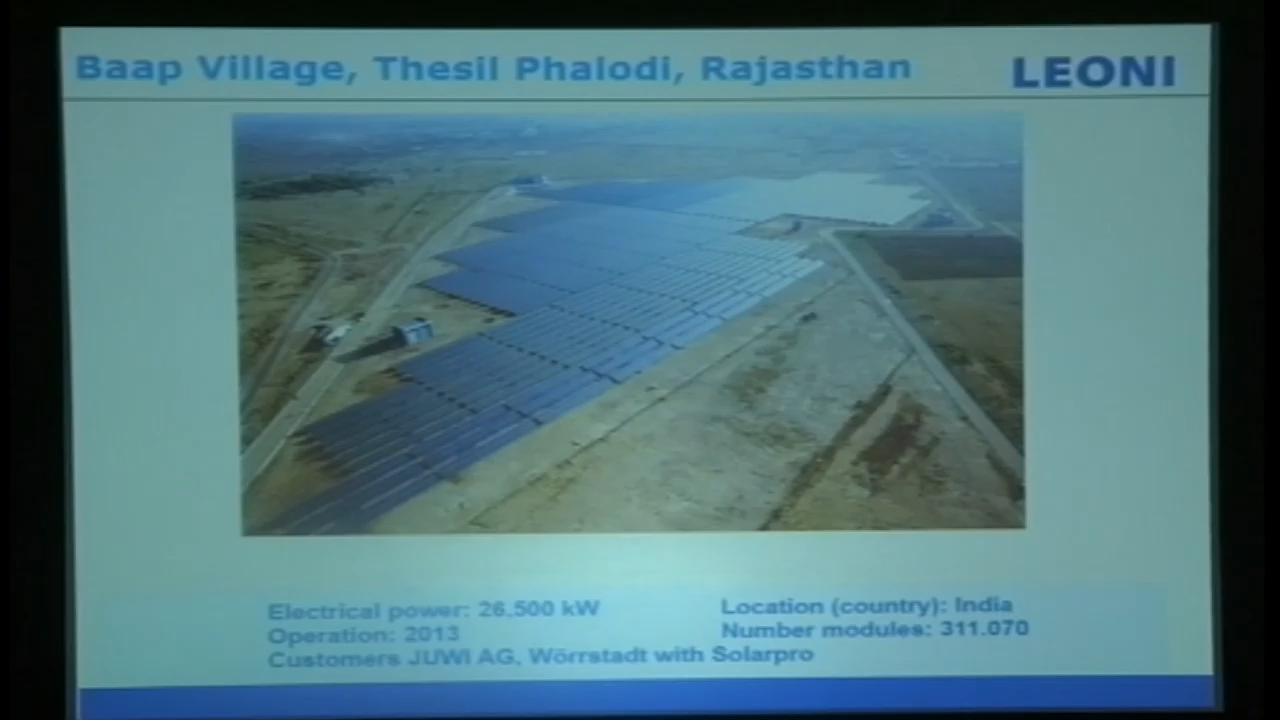 Baap Village, Thesil Phalodi, Rajasthan
LEONI
Electrical power: 26.500 kW
Operation: 2013
Customers JUWI AG, Wörrstadt with Solarpro
Location (country): India
Number modules: 311.070